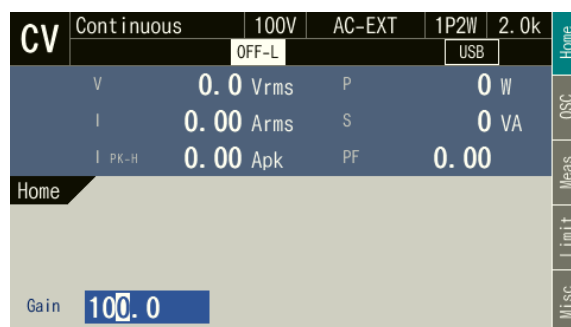 CV Continuous 100V AC-EXT 1P2W 2.0k
OFF-L USB
V 0.0 Vrms P 0 W
I 0.00 Arms S 0 VA
I PK-H 0.00 Apk PF 0.00
Home
Gain 100.0
Home
OSC
Meas
Limit
Misc